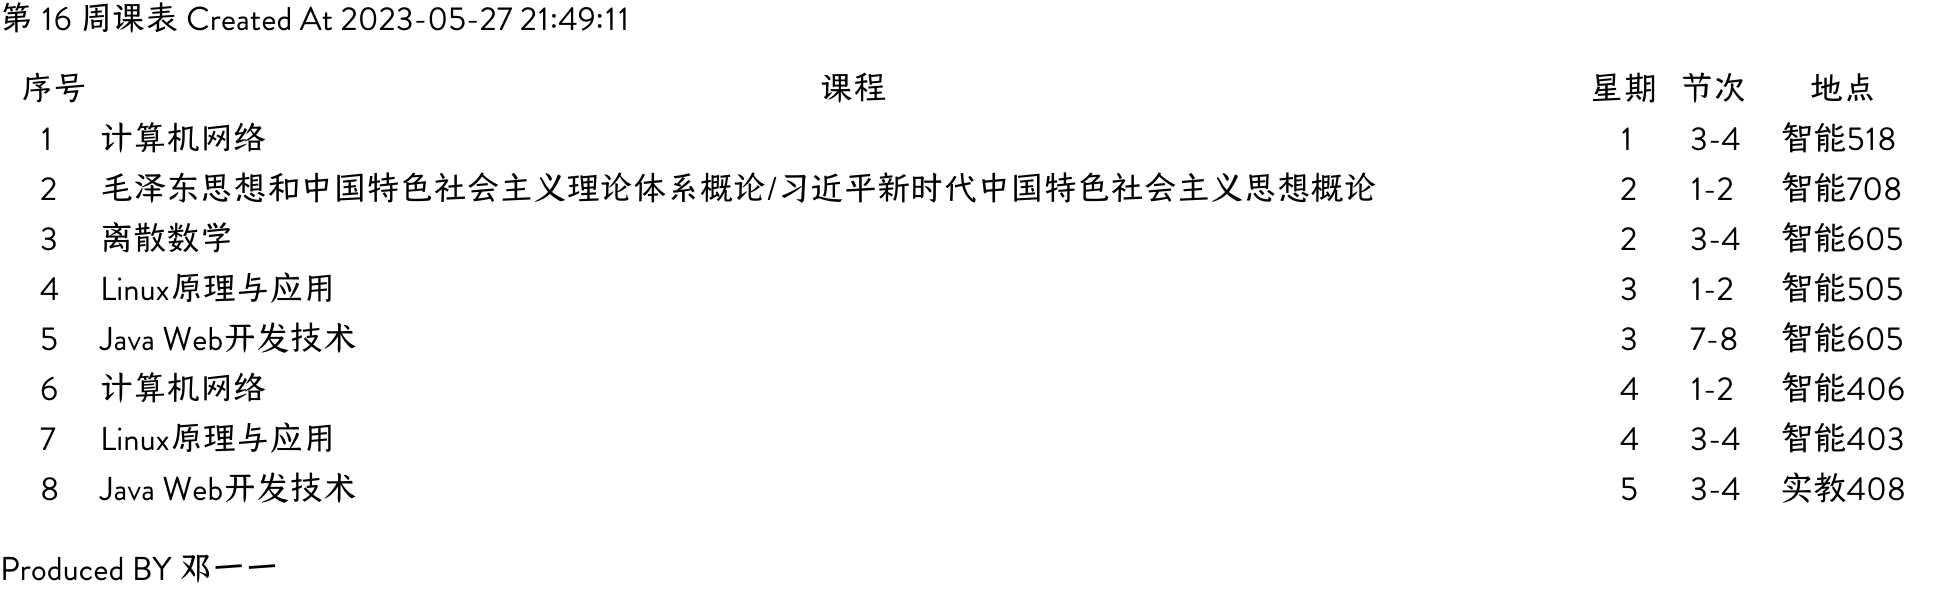 第 16 周课表 Created At 2023-05-27 21:49:11
序号 课程 星期 节次 地点
1 计算机网络 1 3-4 智能518
2 毛泽东思想和中国特色社会主义理论体系概论/习近平新时代中国特色社会主义思想概论 2 1-2 智能708
3 离散数学 2 3-4 智能605
4 Linux原理与应用 3 1-2 智能505
5 Java Web开发技术 3 7-8 智能605
6 计算机网络 4 1-2 智能406
7 Linux原理与应用 4 3-4 智能403
8 Java Web开发技术 5 3-4 实教408
Produced BY 邓一一